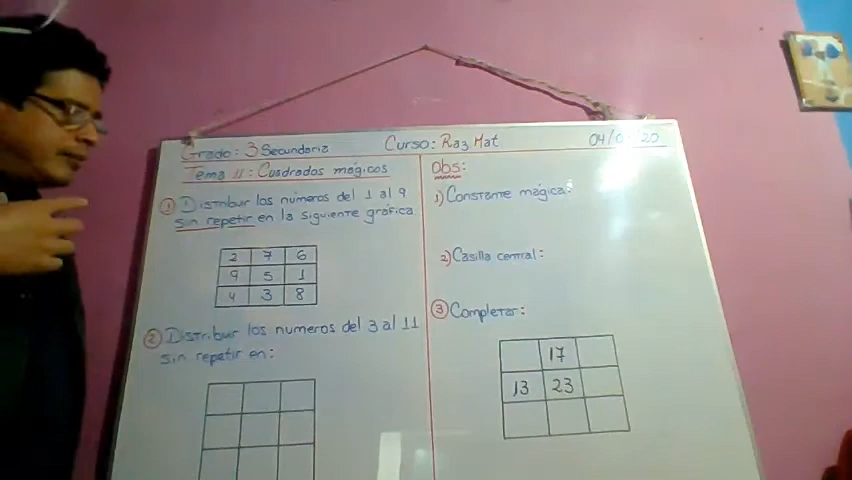 Grado: 3 Secundaria Curso: Raz Mat
Tema 11: Cuadrados mágicos
① Distribuir los números del 1 al 9
sin repetir en la siguiente gráfica
2 7 6
9 5 1
4 3 8
② Distribuir los numeros del 3 al 11
sin repetir en:
Obs:
1) Constante mágica:
2) Casilla central:
③ Completar:
17
13 23